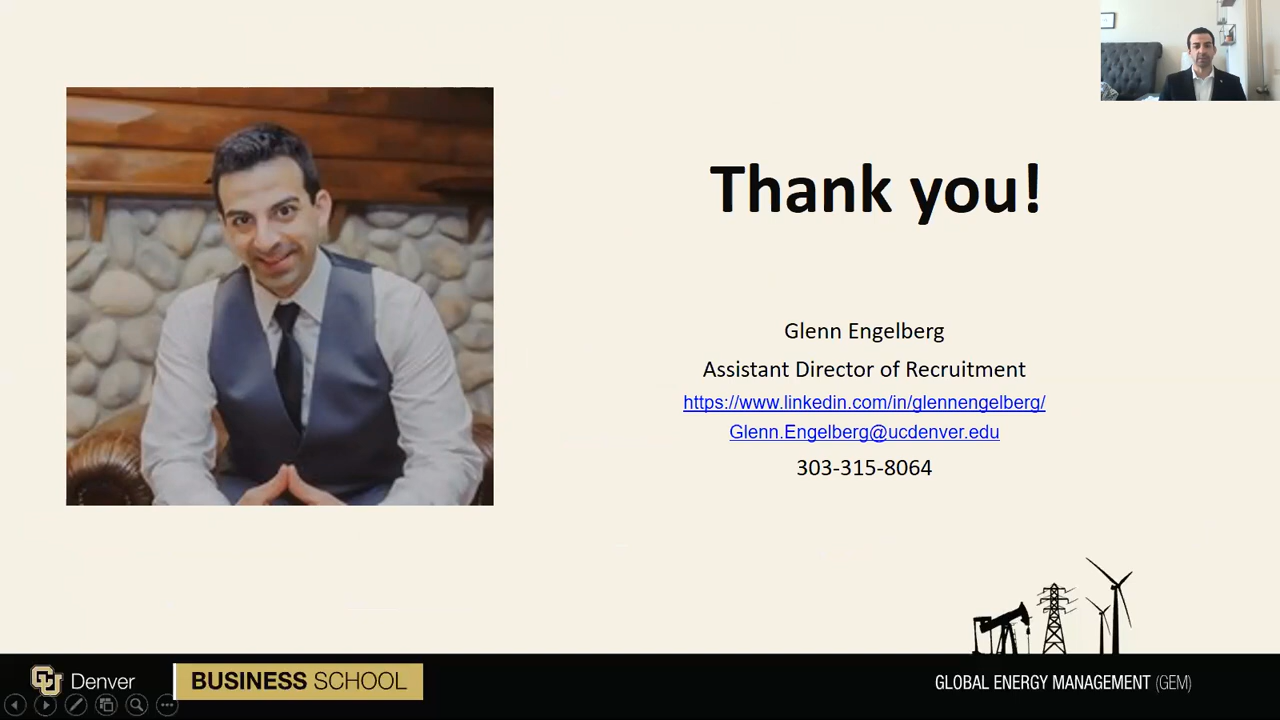 Thank you!
Glenn Engelberg
Assistant Director of Recruitment
https://www.linkedin.com/in/glennengelberg/
Glenn.Engelberg@ucdenver.edu
303-315-8064
CU Denver
BUSINESS SCHOOL
GLOBAL ENERGY MANAGEMENT (GEM)